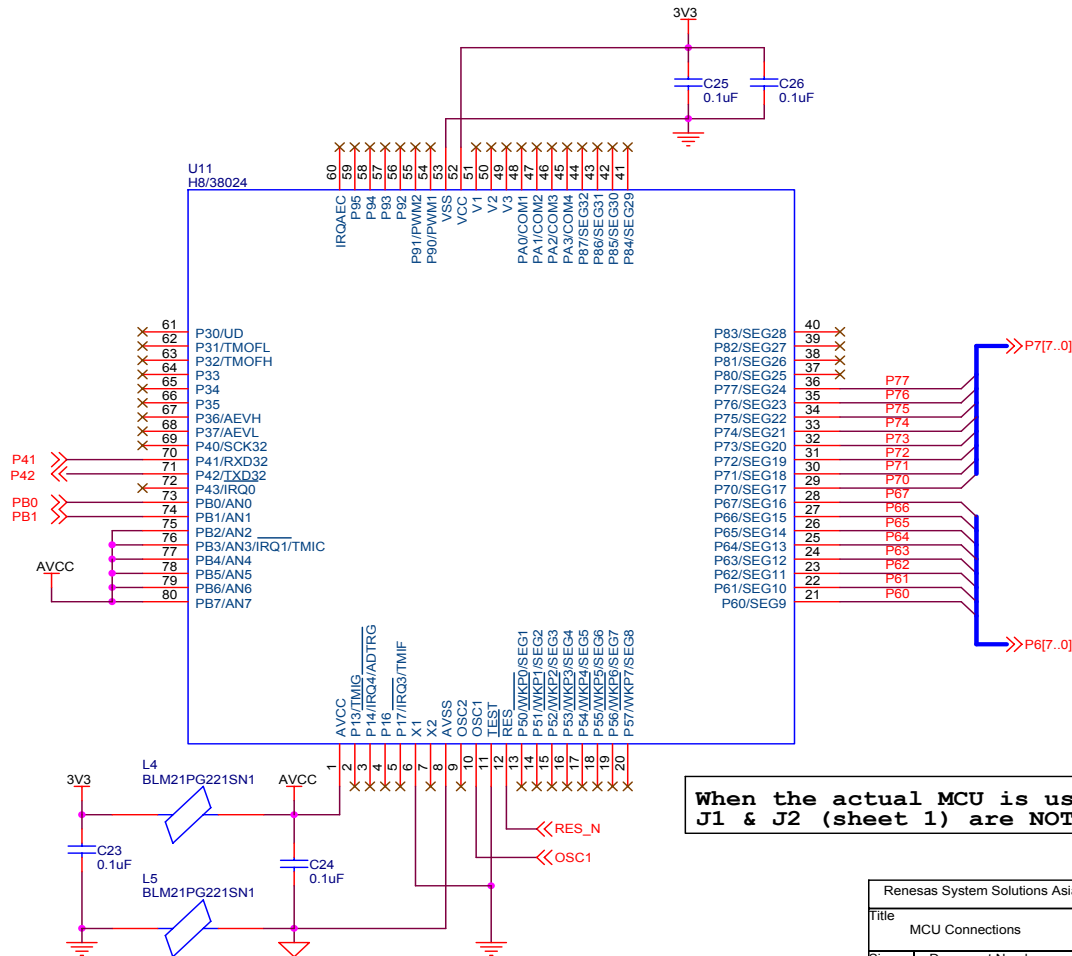 3V3
C25
0.1uF
C26
0.1uF
U11
H8/38024
60 59 58 57 56 55 54 53 52 51 50 49 48 47 46 45 44 43 42 41
IRQAEC
P95
P94
P93
P92
P91/PWM2
P90/PWM1
VSS
VCC
V1
V2
V3
PA0/COM1
PA1/COM2
PA2/COM3
PA3/COM4
P87/SEG32
P86/SEG31
P85/SEG30
P84/SEG29
61 P30/UD
62 P31/TMOFL
63 P32/TMOFH
64 P33
65 P34
66 P35
67 P36/AEVH
68 P37/AEVL
69 P40/SCK32
P41 70 P41/RXD32
P42 71 P42/TXD32
72 P43/IRQ0
PB0 73 PB0/AN0
PB1 74 PB1/AN1
75 PB2/AN2
76 PB3/AN3/IRQ1/TMIC
77 PB4/AN4
78 PB5/AN5
79 PB6/AN6
80 PB7/AN7
AVCC
P83/SEG28 40
P82/SEG27 39
P81/SEG26 38
P80/SEG25 37
P77/SEG24 36 P77
P76/SEG23 35 P76
P75/SEG22 34 P75
P74/SEG21 33 P74
P73/SEG20 32 P73
P72/SEG19 31 P72
P71/SEG18 30 P71
P70/SEG17 29 P70
P67/SEG16 28 P67
P66/SEG15 27 P66
P65/SEG14 26 P65
P64/SEG13 25 P64
P63/SEG12 24 P63
P62/SEG11 23 P62
P61/SEG10 22 P61
P60/SEG9 21 P60
P7[7..0]
P6[7..0]
AVCC
P13/TMIG
P14/IRQ4/ADTRG
P16
P17/IRQ3/TMIF
X1
X2
AVSS
OSC2
OSC1
TEST
RES
P50/WKP0/SEG1
P51/WKP1/SEG2
P52/WKP2/SEG3
P53/WKP3/SEG4
P54/WKP4/SEG5
P55/WKP5/SEG6
P56/WKP6/SEG7
P57/WKP7/SEG8
1 2 3 4 5 6 7 8 9 10 11 12 13 14 15 16 17 18 19 20
3V3
L4
BLM21PG221SN1
AVCC
C23
0.1uF
C24
0.1uF
L5
BLM21PG221SN1
RES_N
OSC1
When the actual MCU is us
J1 & J2 (sheet 1) are NOT
Renesas System Solutions Asi
Title
MCU Connections